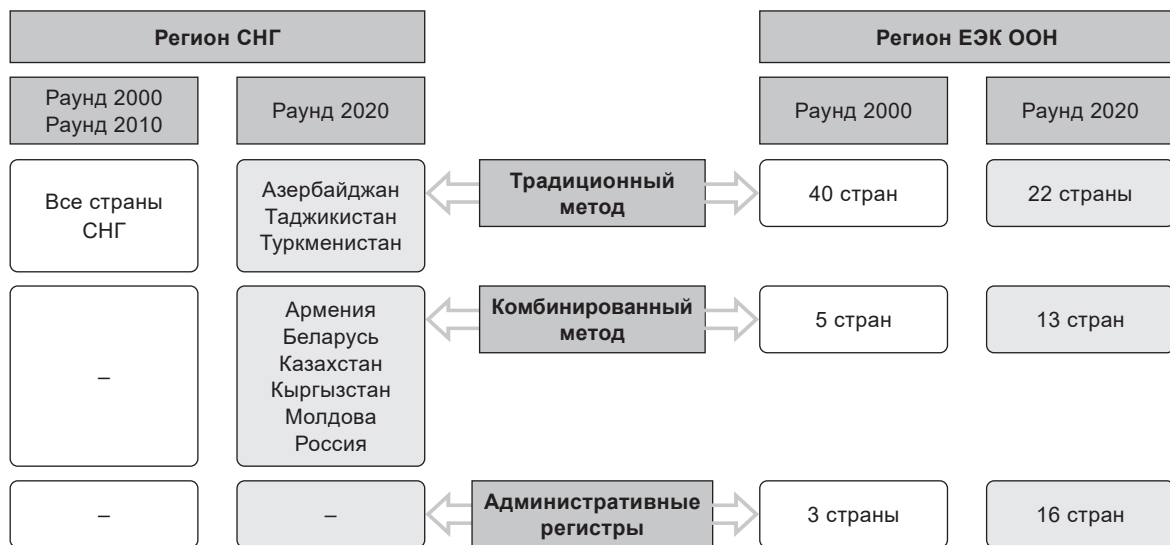 Регион СНГ
Регион ЕЭК ООН
Раунд 2000
Раунд 2010
Раунд 2020
Раунд 2000
Раунд 2020
Все страны
СНГ
Азербайджан
Таджикистан
Туркменистан
Традиционный
метод
40 стран
22 страны
–
Армения
Беларусь
Казахстан
Кыргызстан
Молдова
Россия
Комбинированный
метод
5 стран
13 стран
–
–
Административные
регистры
3 страны
16 стран